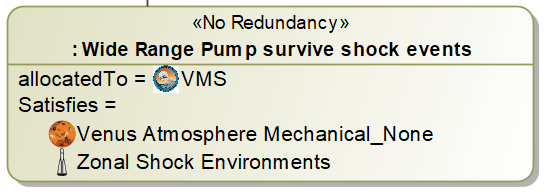 «No Redundancy»
: Wide Range Pump survive shock events
allocatedTo = VMS
Satisfies =
Venus Atmosphere Mechanical_None
Zonal Shock Environments